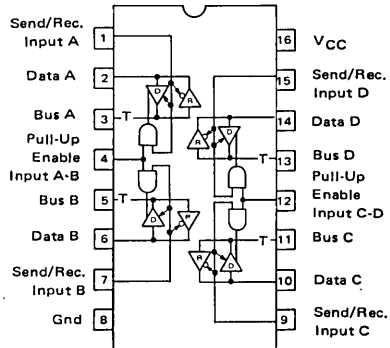 Send/Rec.
Input A
1
16
VCC
Data A
2
15
Send/Rec.
Input D
D
R
Bus A
3
T
14
Data D
R
D
Pull-Up
Enable
Input A-B
4
T
13
Bus D
Pull-Up
Enable
Input C-D
12
Bus B
5
T
D
R
Data B
6
T
11
Bus C
R
D
Send/Rec.
Input B
7
10
Data C
Gnd
8
9
Send/Rec.
Input C